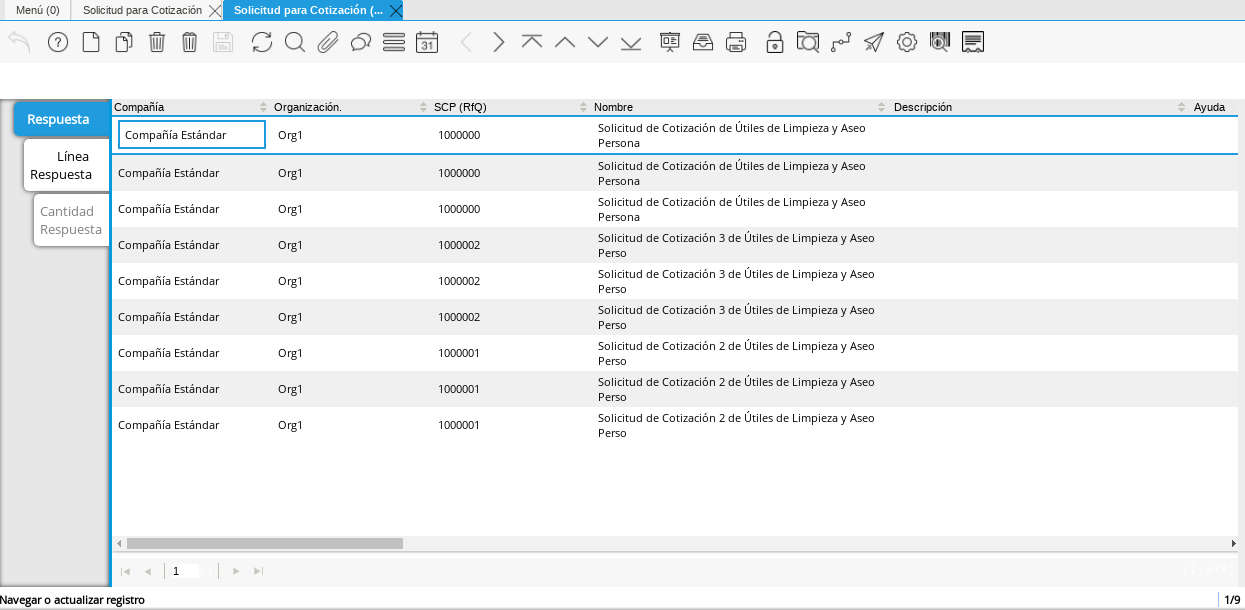 Menú (0) Solicitud para Cotización Solicitud para Cotización (...
31
Compañía Organización. SCP (RfQ) Nombre Descripción Ayuda
Respuesta
Línea
Respuesta
Cantidad
Respuesta
Compañía Estándar Org1 1000000 Solicitud de Cotización de Útiles de Limpieza y Aseo
Persona
Compañía Estándar Org1 1000000 Solicitud de Cotización de Útiles de Limpieza y Aseo
Persona
Compañía Estándar Org1 1000000 Solicitud de Cotización de Útiles de Limpieza y Aseo
Persona
Compañía Estándar Org1 1000002 Solicitud de Cotización 3 de Útiles de Limpieza y Aseo
Perso
Compañía Estándar Org1 1000002 Solicitud de Cotización 3 de Útiles de Limpieza y Aseo
Perso
Compañía Estándar Org1 1000002 Solicitud de Cotización 3 de Útiles de Limpieza y Aseo
Perso
Compañía Estándar Org1 1000001 Solicitud de Cotización 2 de Útiles de Limpieza y Aseo
Perso
Compañía Estándar Org1 1000001 Solicitud de Cotización 2 de Útiles de Limpieza y Aseo
Perso
Compañía Estándar Org1 1000001 Solicitud de Cotización 2 de Útiles de Limpieza y Aseo
Perso
1
Navegar o actualizar registro 1/9